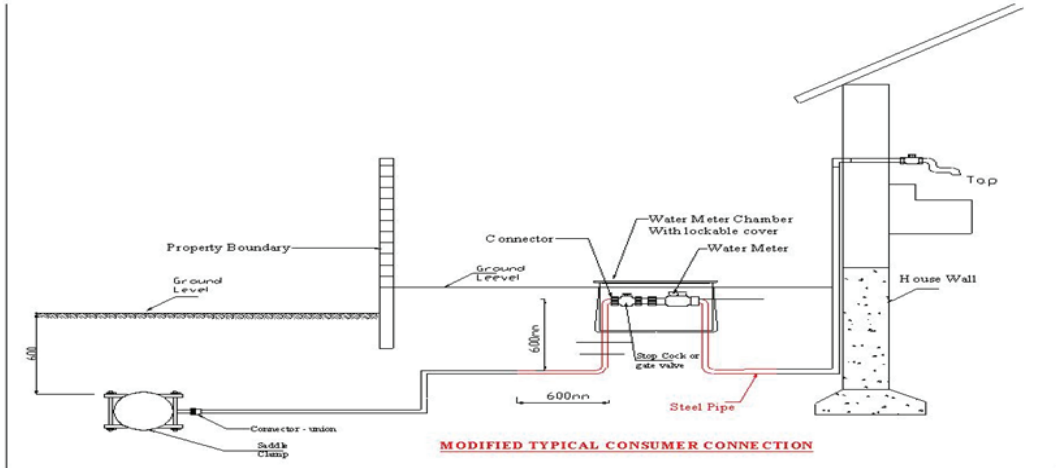 Tap
Water Meter Chamber
With lockable cover
Connector
Property Boundary
Water Meter
Ground
Level
Ground
Leevel
House Wall
600
600mm
Stop Cock or
gate valve
600mm
Steel Pipe
Connector - union
Saddle
Clamp
MODIFIED TYPICAL CONSUMER CONNECTION